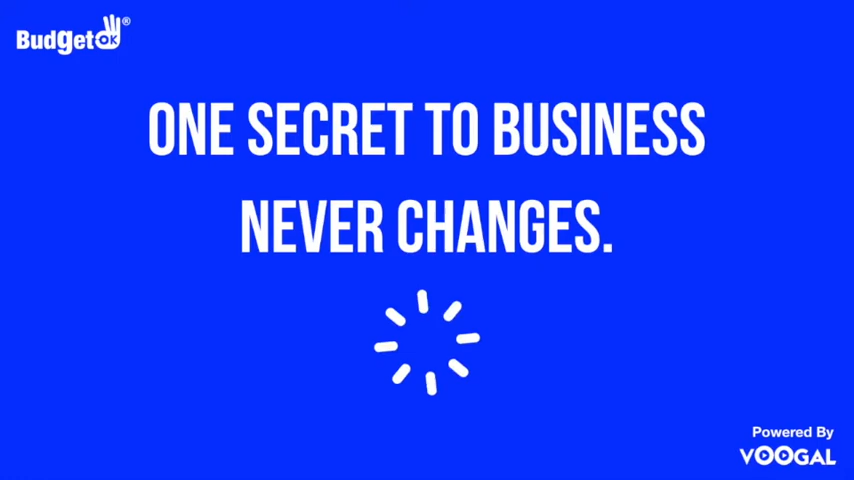 BudgetOK®
ONE SECRET TO BUSINESS
NEVER CHANGES.
Powered By
VOOGAL